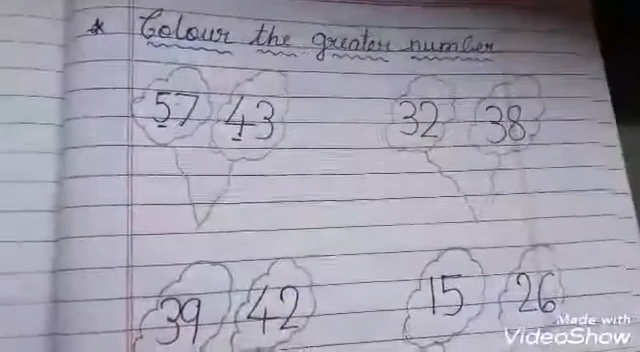 * Colour the greater number
57 43 32 38
39 42 15 26
Made with
VideoShow